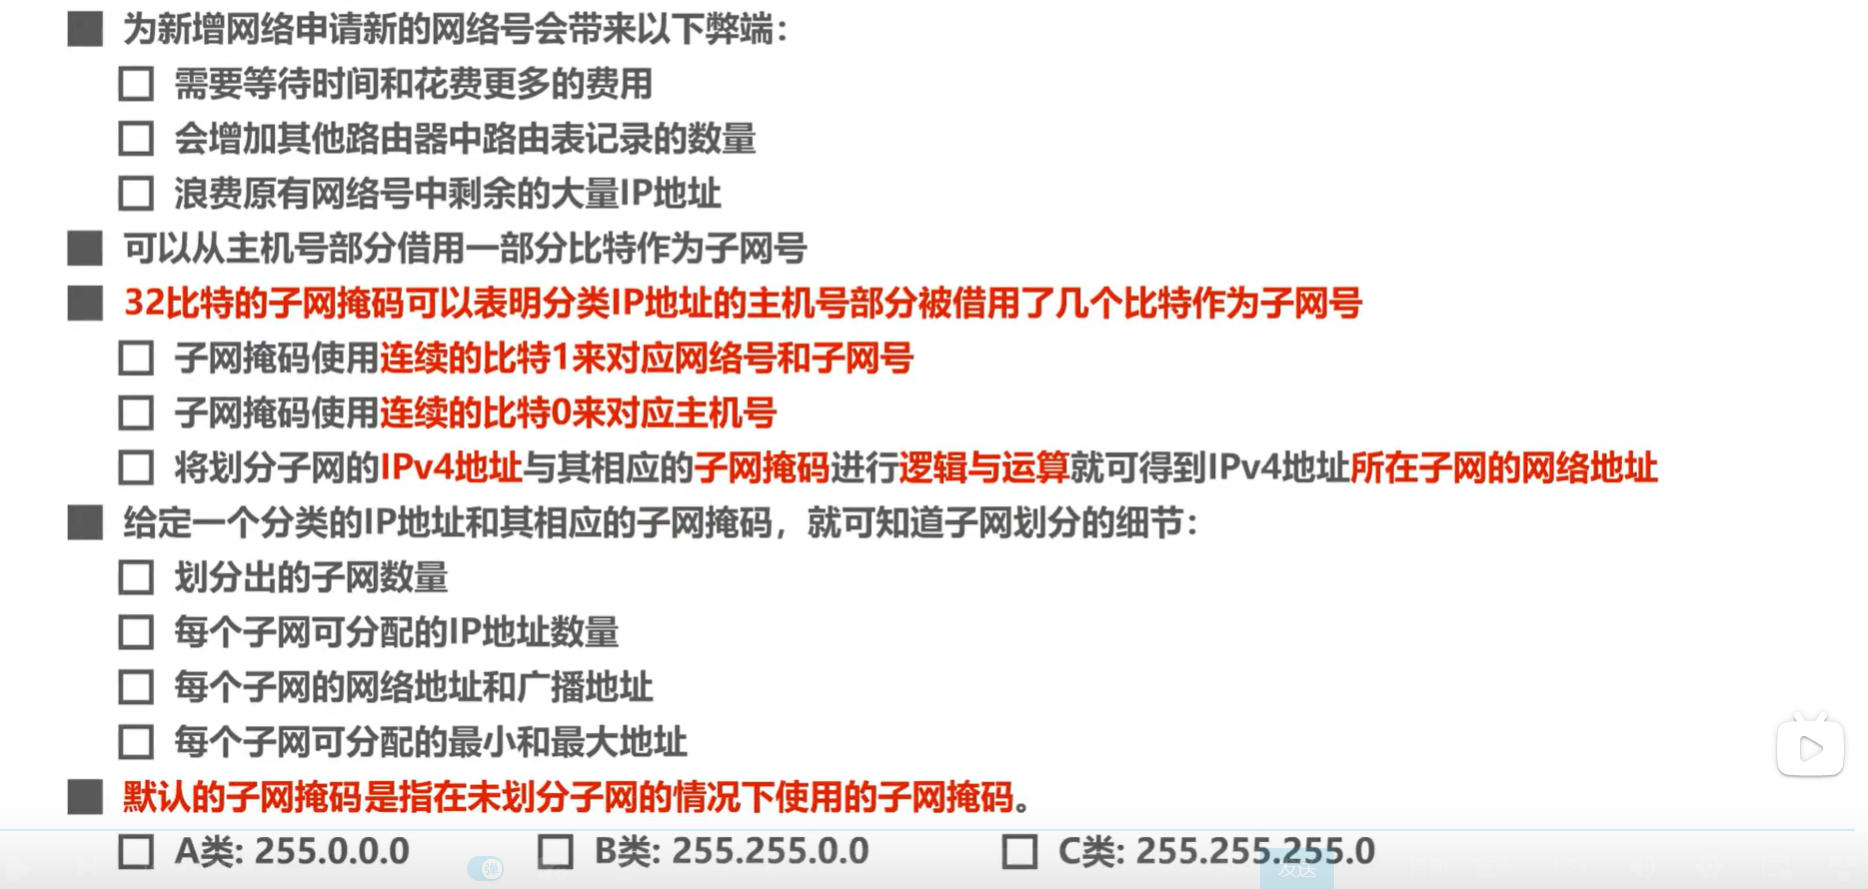 为新增网络申请新的网络号会带来以下弊端：
需要等待时间和花费更多的费用
会增加其他路由器中路由表记录的数量
浪费原有网络号中剩余的大量IP地址
可以从主机号部分借用一部分比特作为子网号
32比特的子网掩码可以表明分类IP地址的主机号部分被借用了几个比特作为子网号
子网掩码使用连续的比特1来对应网络号和子网号
子网掩码使用连续的比特0来对应主机号
将划分子网的IPv4地址与其相应的子网掩码进行逻辑与运算就可得到IPv4地址所在子网的网络地址
给定一个分类的IP地址和其相应的子网掩码，就可知道子网划分的细节：
划分出的子网数量
每个子网可分配的IP地址数量
每个子网的网络地址和广播地址
每个子网可分配的最小和最大地址
默认的子网掩码是指在未划分子网的情况下使用的子网掩码。
A类: 255.0.0.0 B类: 255.255.0.0 C类: 255.255.255.0
弹 发送